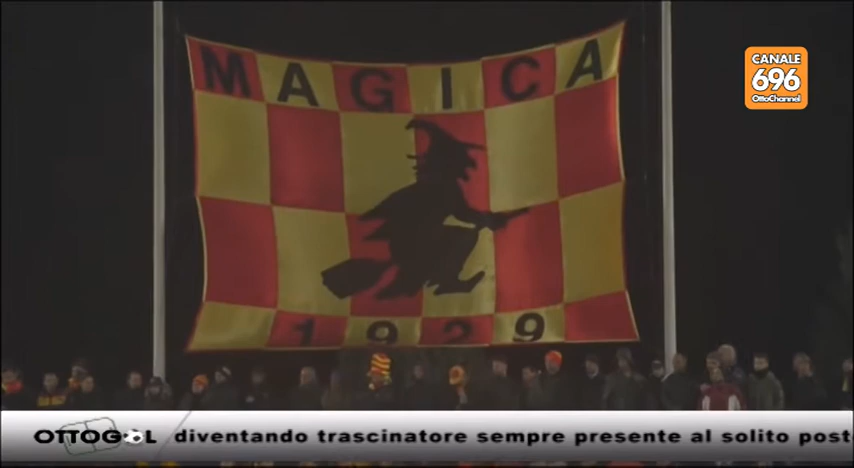 MAGICA
1929
CANALE
696
OttoChannel
OTTOGOL diventando trascinatore sempre presente al solito post